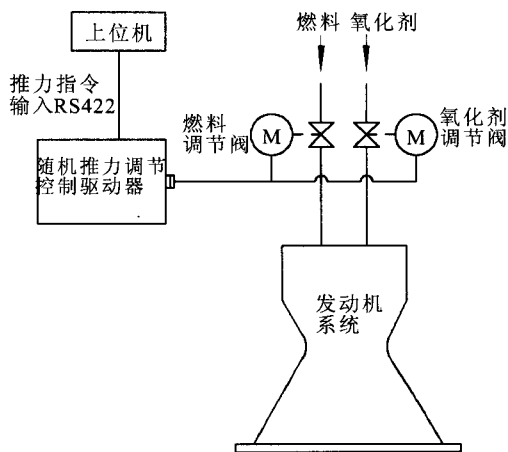 上位机
燃料 氧化剂
推力指令
输入RS422
燃料
调节阀
M
M
氧化剂
调节阀
随机推力调节
控制驱动器
发动机
系统